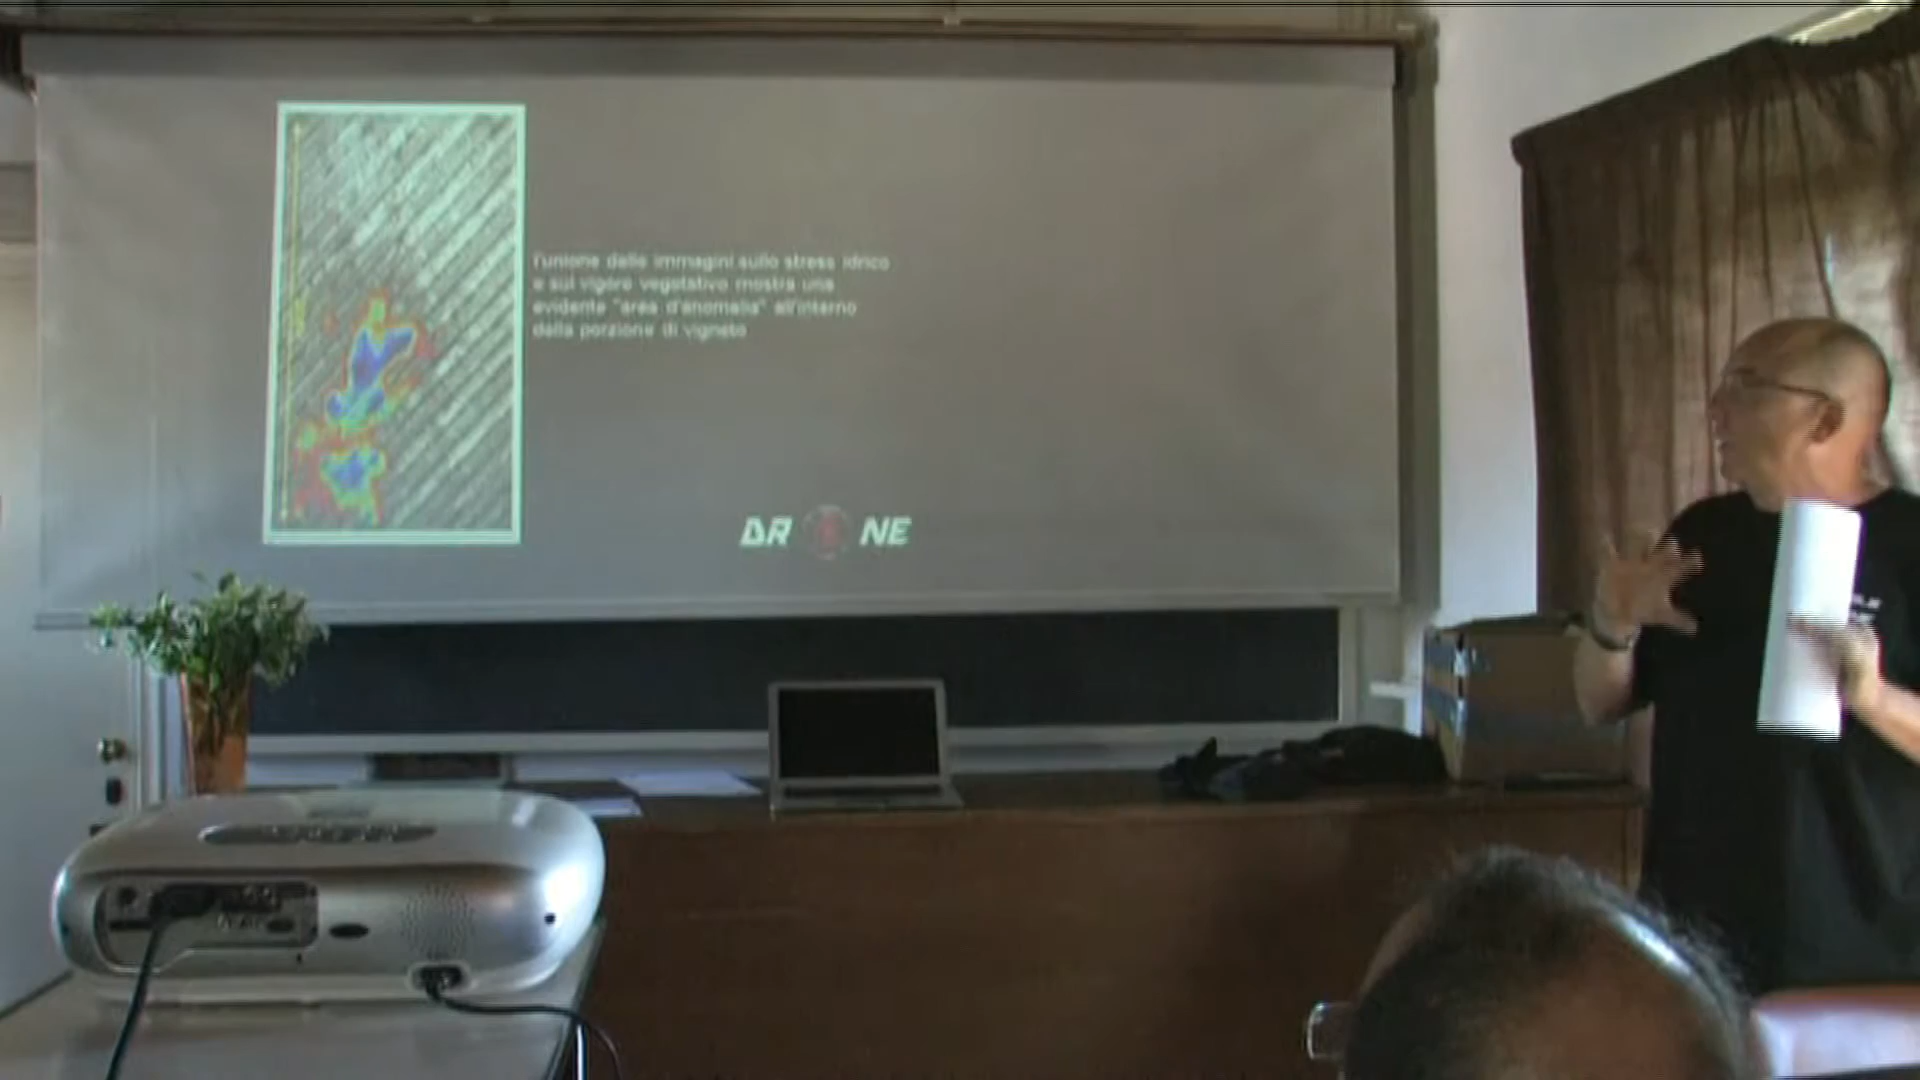 l'unione delle immagini sullo stress idrico
e sul vigore vegetativo mostra una
evidente "area d'anomalia" all'interno
della porzione di vigneto
DR NE